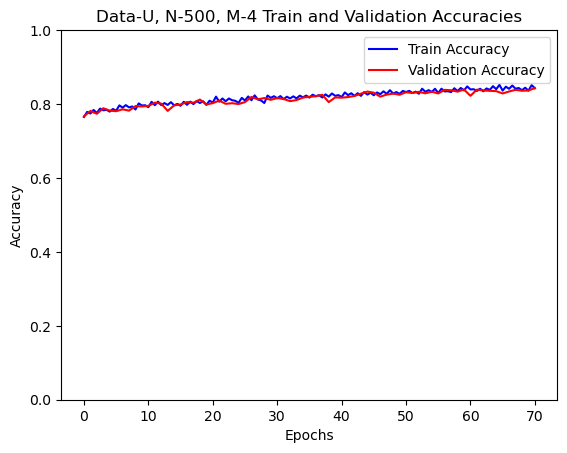 Data-U, N-500, M-4 Train and Validation Accuracies
Train Accuracy
Validation Accuracy
1.0
0.8
0.6
0.4
0.2
0.0
Accuracy
0 10 20 30 40 50 60 70
Epochs